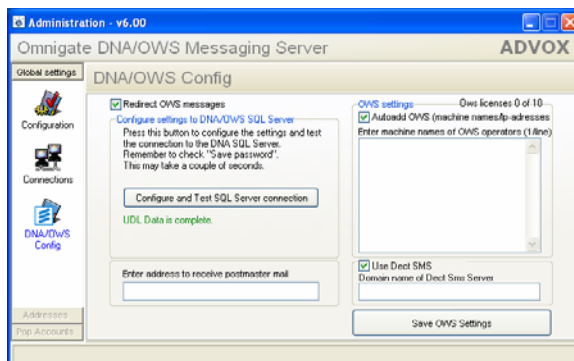 Administration - v6.00
Omnigate DNA/OWS Messaging Server
ADVOX
Global settings
DNA/OWS Config
Configuration
Connections
DNA/OWS
Config
Addresses
Pop Accounts
Redirect OWS messages
Configure settings to DNA/OWS SQL Server
Press this button to configure the settings and test
the connection to the DNA SQL Server.
Remember to check "Save password".
This may take a couple of seconds.
Configure and Test SQL Server connection
UDL Data is complete.
Enter address to receive postmaster mail
OWS settings
Ows licenses 0 of 10
Autoadd OWS (machine names/ip-adresses
Enter machine names of OWS operators (1/line)
Use Dect SMS
Domain name of Dect Sms Server
Save OWS Settings